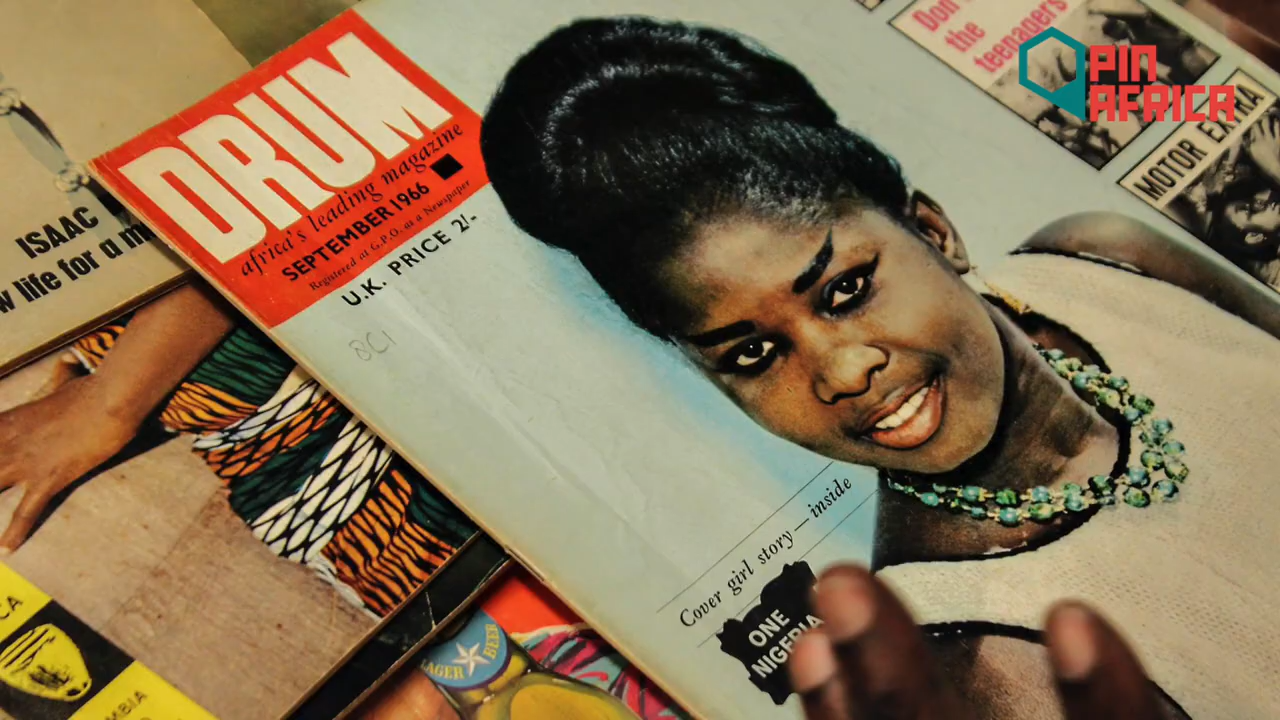 DRUM
africa's leading magazine
SEPTEMBER 1966
Registered at G.P.O. as a Newspaper
U.K. PRICE 2/-
8C1
Cover girl story — inside
ONE
NIGERIA
the
teenagers
MOTOR EXTRA
PIN
AFRICA
ISAAC
life for a
LAGER BEER